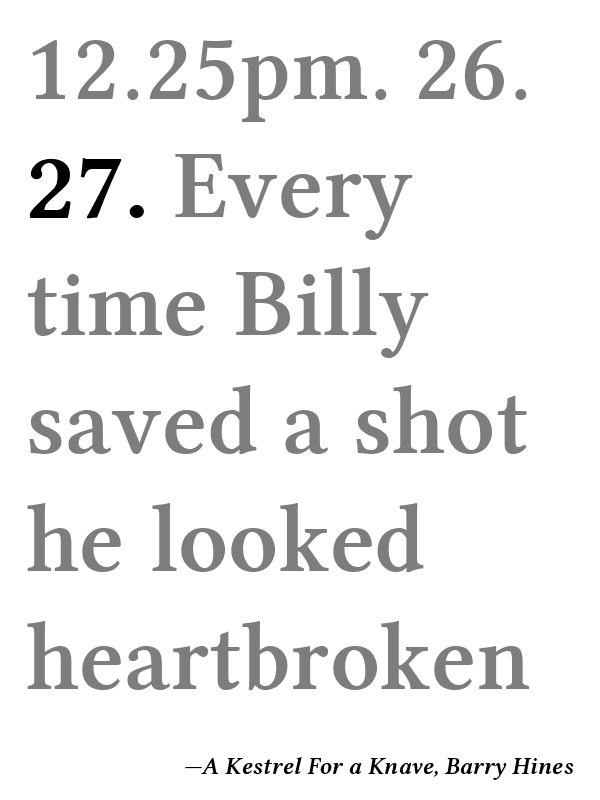 12.25pm. 26.
27. Every
time Billy
saved a shot
he looked
heartbroken
—A Kestrel For a Knave, Barry Hines